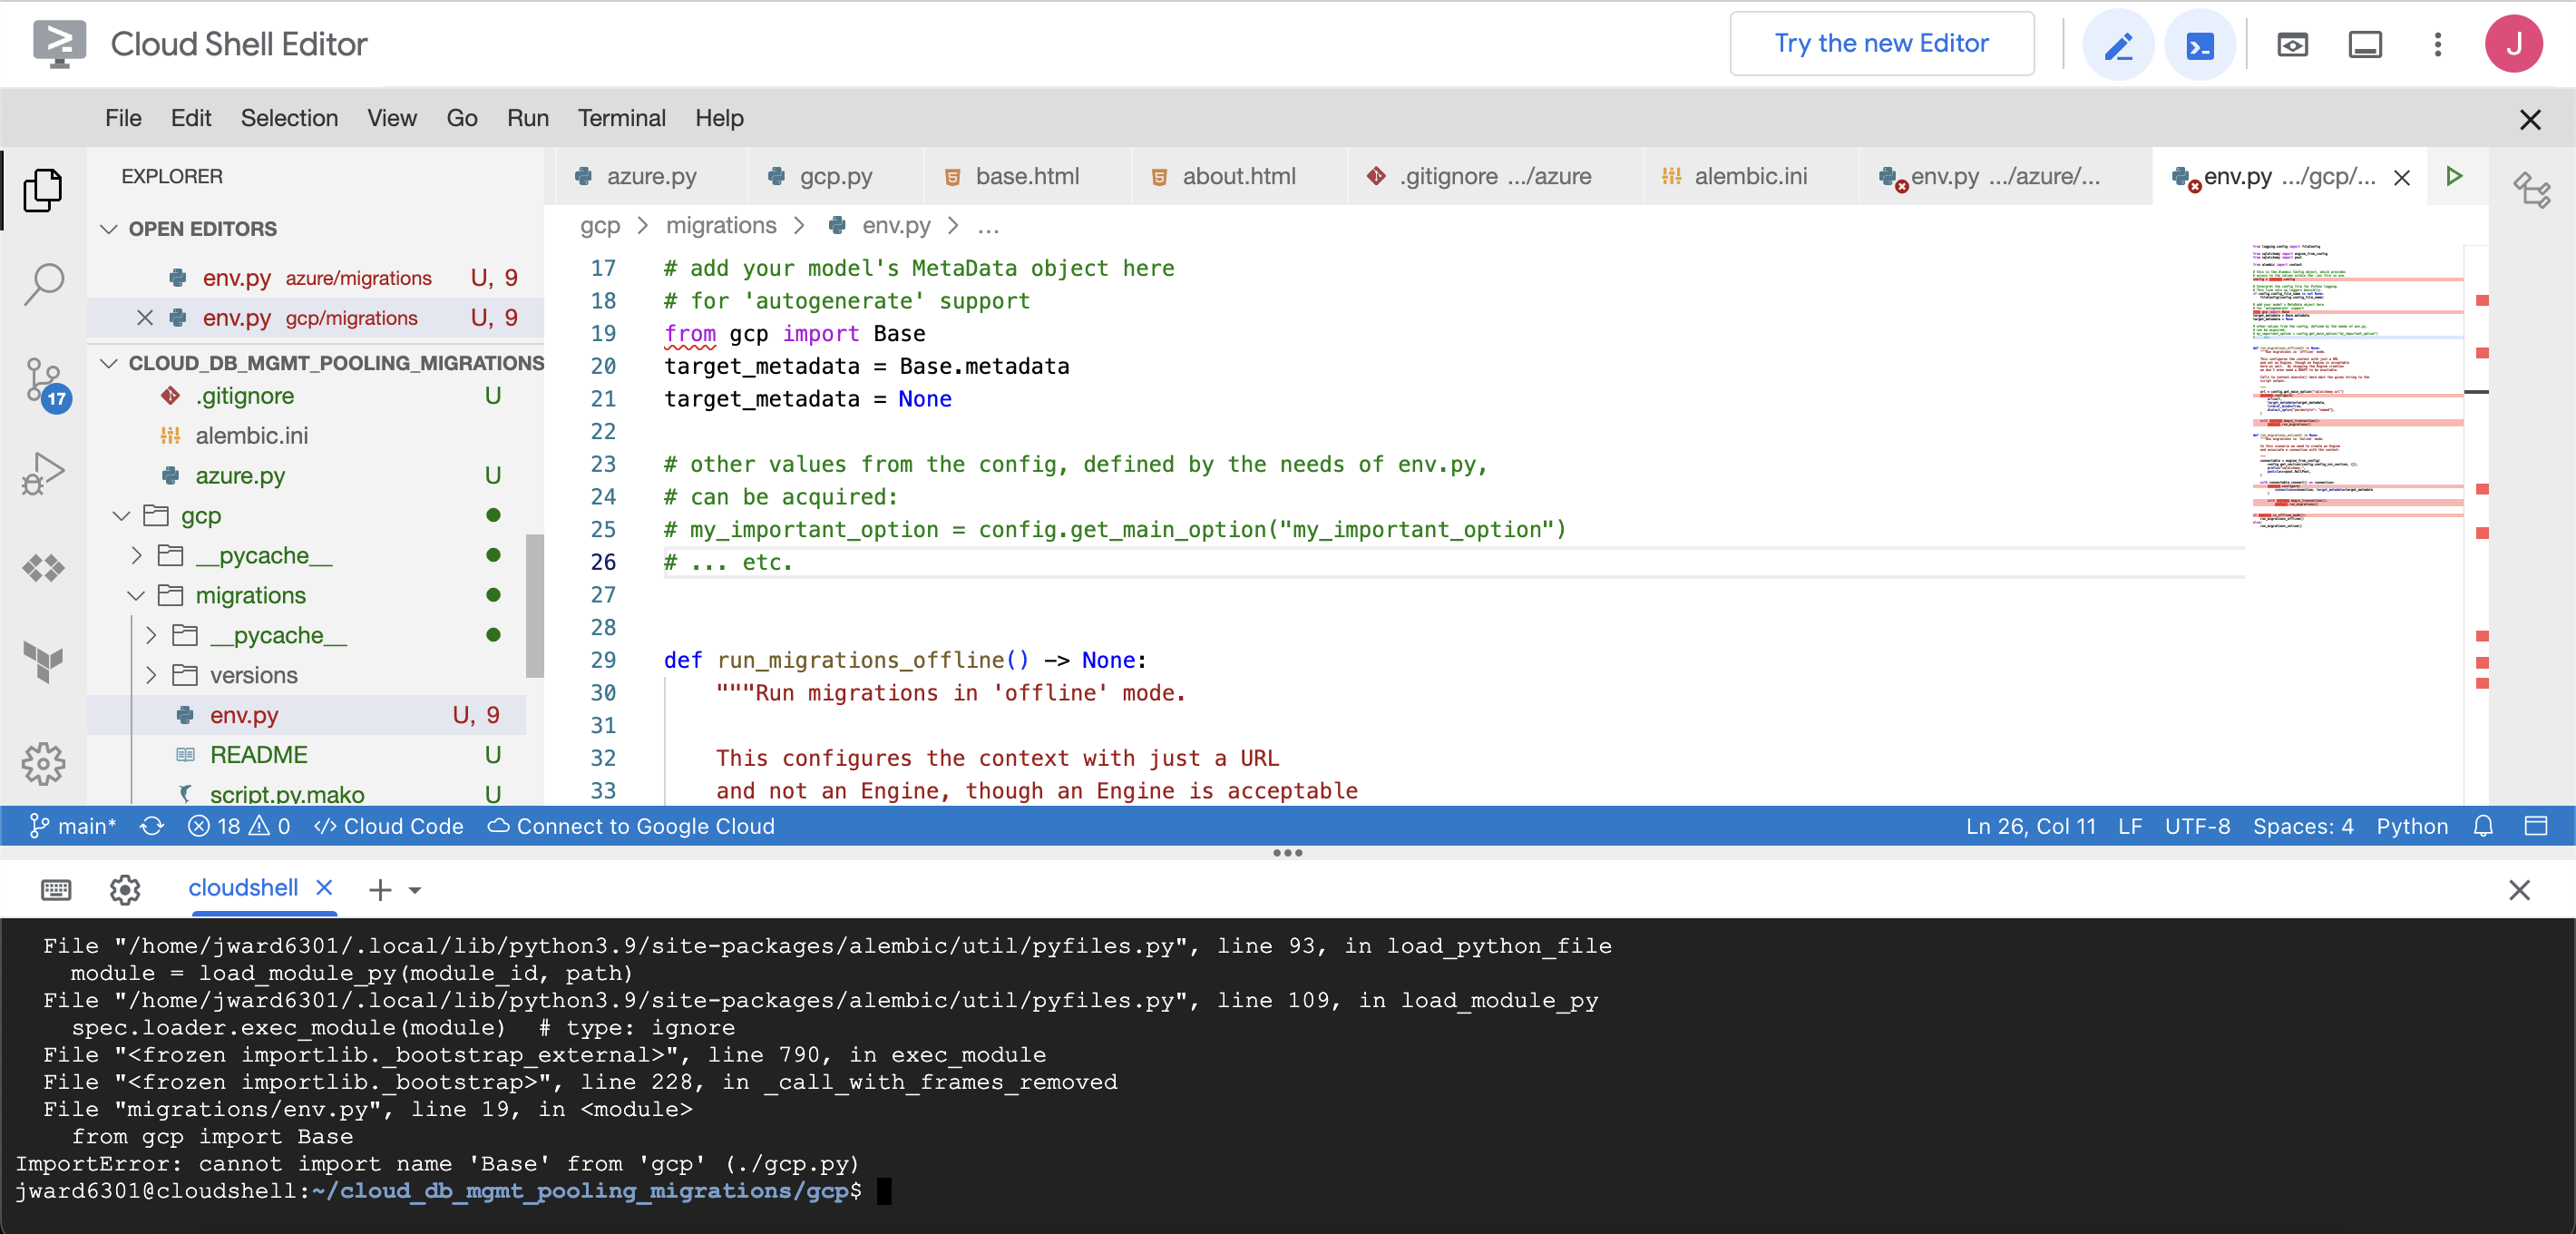 Cloud Shell Editor
Try the new Editor
J
File Edit Selection View Go Run Terminal Help
EXPLORER
OPEN EDITORS
env.py azure/migrations U, 9
env.py gcp/migrations U, 9
CLOUD_DB_MGMT_POOLING_MIGRATIONS
.gitignore U
alembic.ini
azure.py U
gcp
__pycache__
migrations
__pycache__
versions
env.py U, 9
README U
script.py.mako U
17
azure.py gcp.py base.html about.html .gitignore .../azure alembic.ini env.py .../azure/... env.py .../gcp/...
gcp > migrations > env.py > ...
17 # add your model's MetaData object here
18 # for 'autogenerate' support
19 from gcp import Base
20 target_metadata = Base.metadata
21 target_metadata = None
22
23 # other values from the config, defined by the needs of env.py,
24 # can be acquired:
25 # my_important_option = config.get_main_option("my_important_option")
26 # ... etc.
27
28
29 def run_migrations_offline() -> None:
30 """Run migrations in 'offline' mode.
31
32 This configures the context with just a URL
33 and not an Engine, though an Engine is acceptable
main* 18 0 </> Cloud Code Connect to Google Cloud Ln 26, Col 11 LF UTF-8 Spaces: 4 Python
cloudshell
File "/home/jward6301/.local/lib/python3.9/site-packages/alembic/util/pyfiles.py", line 93, in load_python_file
module = load_module_py(module_id, path)
File "/home/jward6301/.local/lib/python3.9/site-packages/alembic/util/pyfiles.py", line 109, in load_module_py
spec.loader.exec_module(module) # type: ignore
File "<frozen importlib._bootstrap_external>", line 790, in exec_module
File "<frozen importlib._bootstrap>", line 228, in _call_with_frames_removed
File "migrations/env.py", line 19, in <module>
from gcp import Base
ImportError: cannot import name 'Base' from 'gcp' (./gcp.py)
jward6301@cloudshell:~/cloud_db_mgmt_pooling_migrations/gcp$